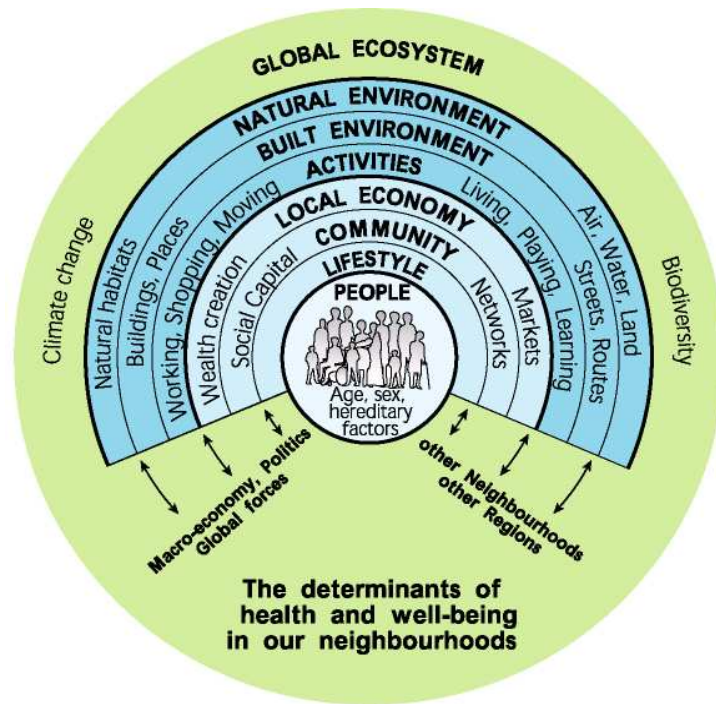 GLOBAL ECOSYSTEM
NATURAL ENVIRONMENT
BUILT ENVIRONMENT
ACTIVITIES
LOCAL ECONOMY
COMMUNITY
LIFESTYLE
PEOPLE
Age, sex,
hereditary
factors
Climate change
Natural habitats
Buildings, Places
Working, Shopping, Moving
Wealth creation
Social Capital
Networks
Markets
Living, Playing, Learning
Streets, Routes
Air, Water, Land
Biodiversity
Macro-economy, Politics
Global forces
other Neighbourhoods
other Regions
The determinants of
health and well-being
in our neighbourhoods